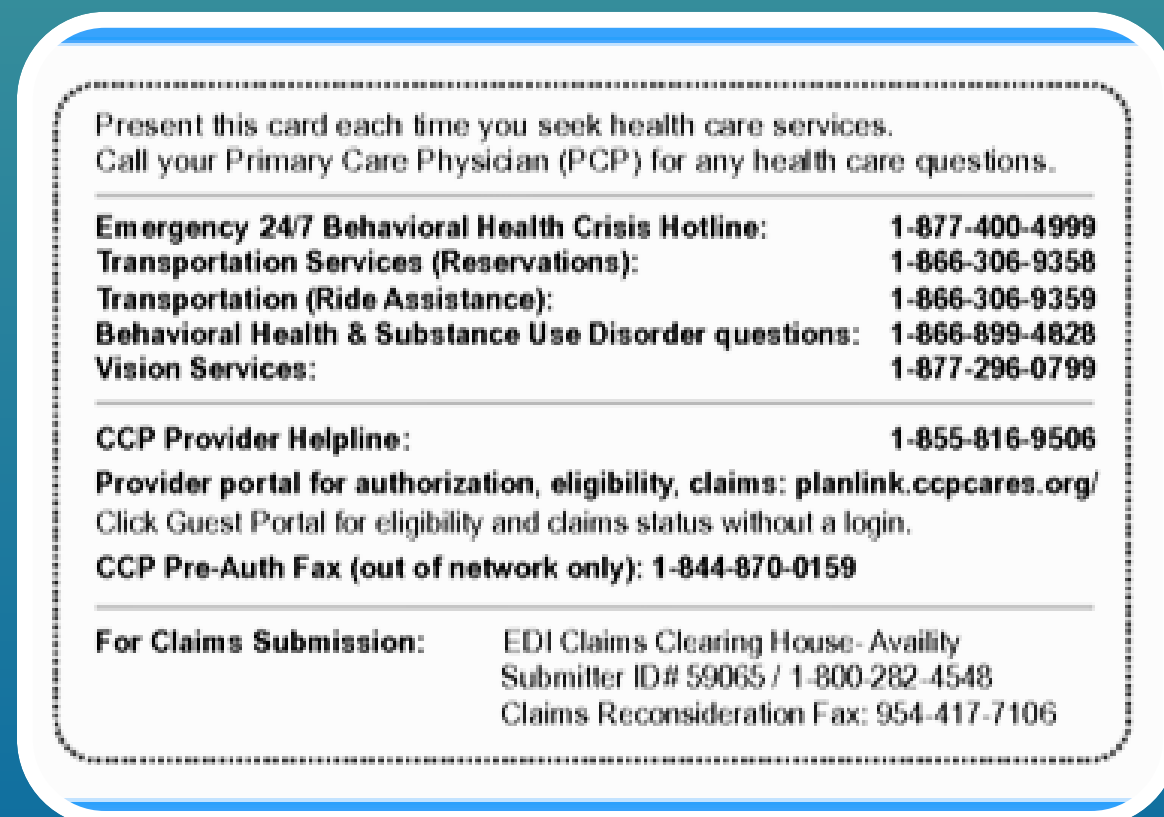 Present this card each time you seek health care services.
Call your Primary Care Physician (PCP) for any health care questions.
Emergency 24/7 Behavioral Health Crisis Hotline: 1-877-400-4999
Transportation Services (Reservations): 1-866-306-9358
Transportation (Ride Assistance): 1-866-306-9359
Behavioral Health & Substance Use Disorder questions: 1-866-899-4828
Vision Services: 1-877-296-0799
CCP Provider Helpline: 1-855-816-9506
Provider portal for authorization, eligibility, claims: planlink.ccpcares.org/
Click Guest Portal for eligibility and claims status without a login.
CCP Pre-Auth Fax (out of network only): 1-844-870-0159
For Claims Submission: EDI Claims Clearing House- Availity
Submitter ID# 59065 / 1-800-282-4548
Claims Reconsideration Fax: 954-417-7106